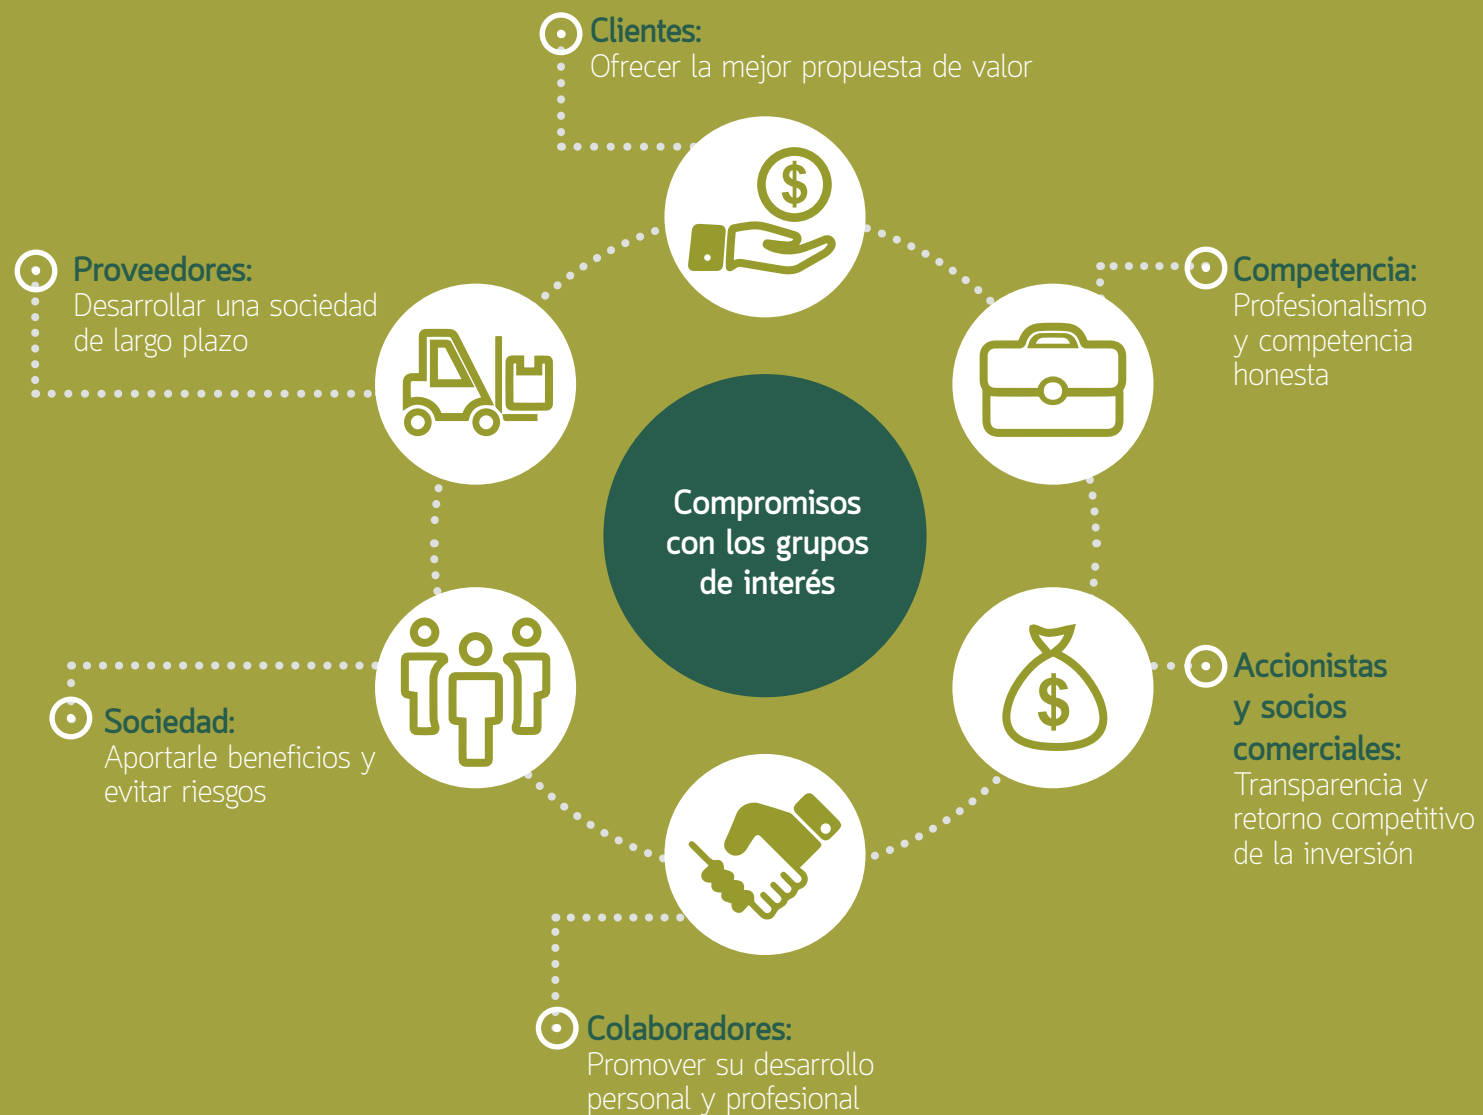 Clientes:
Ofrecer la mejor propuesta de valor
Proveedores:
Desarrollar una sociedad
de largo plazo
Competencia:
Profesionalismo
y competencia
honesta
Compromisos
con los grupos
de interés
Sociedad:
Aportarle beneficios y
evitar riesgos
Accionistas
y socios
comerciales:
Transparencia y
retorno competitivo
de la inversión
Colaboradores:
Promover su desarrollo
personal y profesional